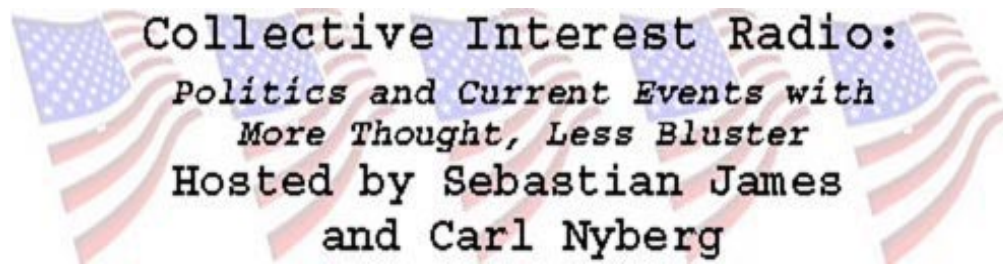 Collective Interest Radio:
Politics and Current Events with
More Thought, Less Bluster
Hosted by Sebastian James
and Carl Nyberg